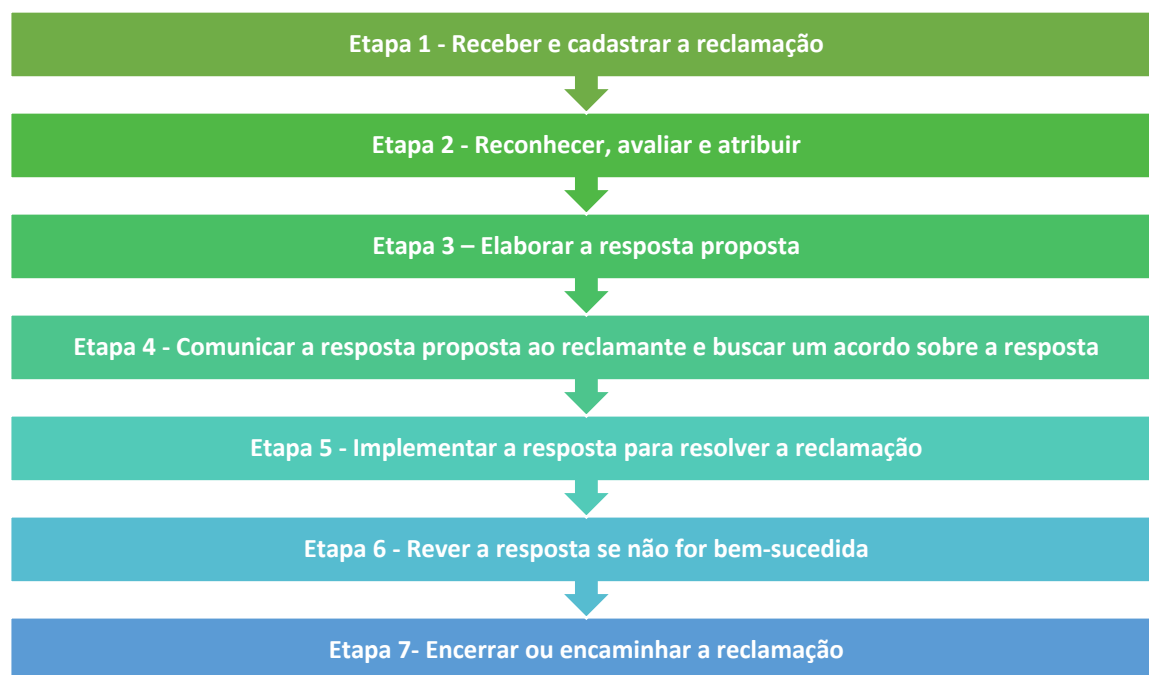 Etapa 1 - Receber e cadastrar a reclamação
Etapa 2 - Reconhecer, avaliar e atribuir
Etapa 3 – Elaborar a resposta proposta
Etapa 4 - Comunicar a resposta proposta ao reclamante e buscar um acordo sobre a resposta
Etapa 5 - Implementar a resposta para resolver a reclamação
Etapa 6 - Rever a resposta se não for bem-sucedida
Etapa 7- Encerrar ou encaminhar a reclamação